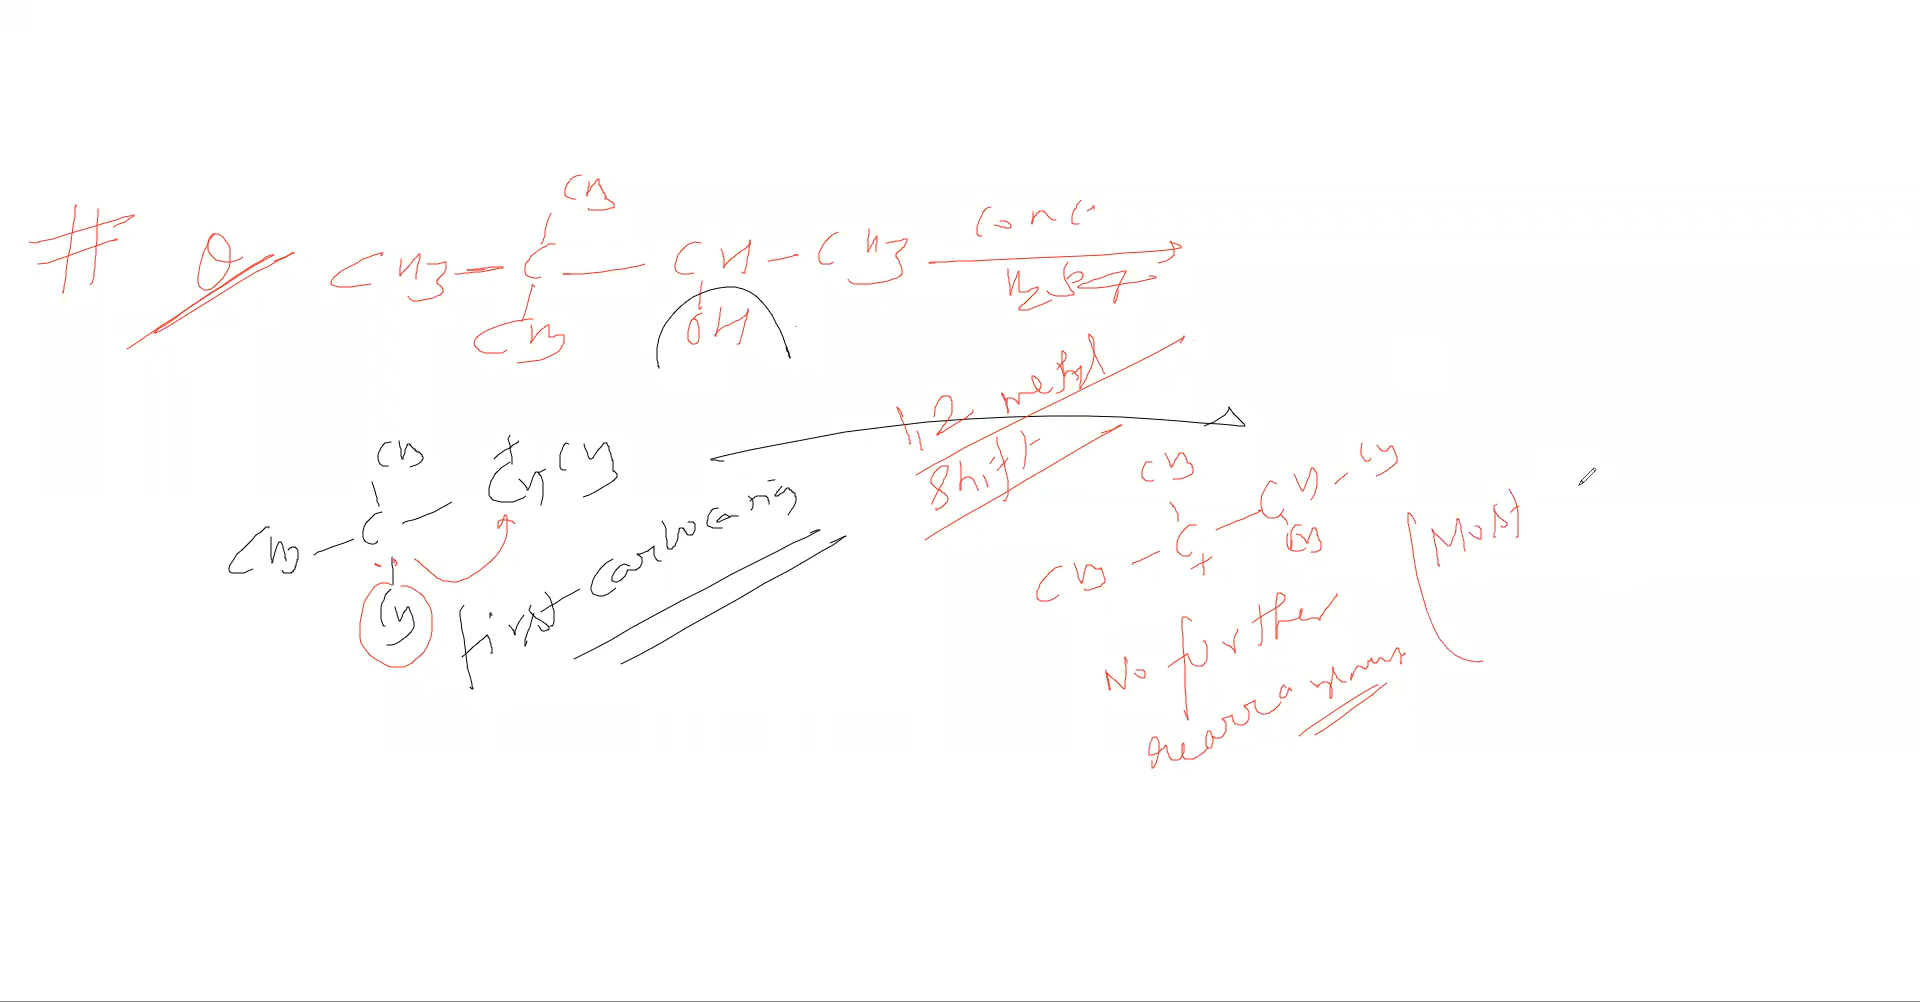 CH3
# Q CH3 — C — CH — CH3 conc
CH3 OH H2SO4
1,2 methyl
shift
CH3 +
CH3 — C — CH CH3
CH3
first carbocation
CH3
CH3 — C — CH — CH3
+ CH3
(Most
No further
rearrangement